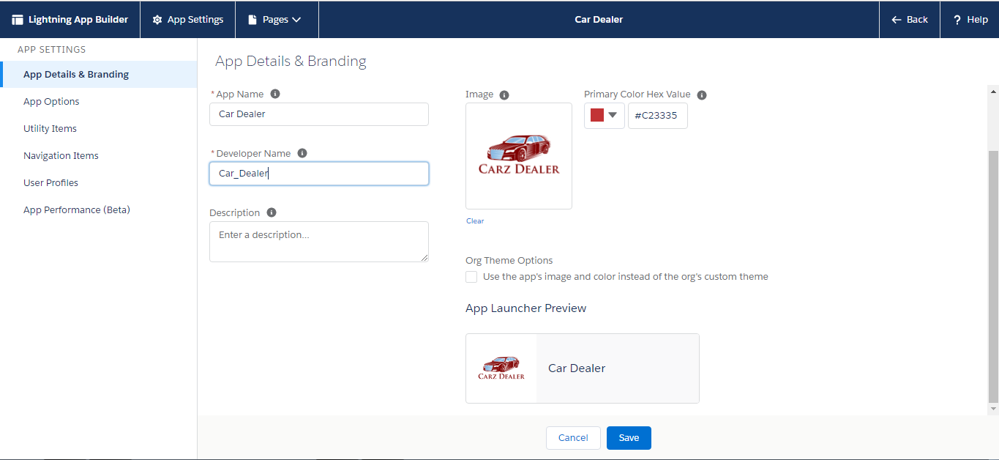 Lightning App Builder
App Settings
Pages
Car Dealer
Back
? Help
APP SETTINGS
App Details & Branding
App Options
Utility Items
Navigation Items
User Profiles
App Performance (Beta)
App Details & Branding
* App Name
Car Dealer
* Developer Name
Car_Dealer
Description
Enter a description...
Image
CARZ DEALER
Clear
Primary Color Hex Value
#C23335
Org Theme Options
Use the app's image and color instead of the org's custom theme
App Launcher Preview
CARZ DEALER
Car Dealer
Cancel
Save